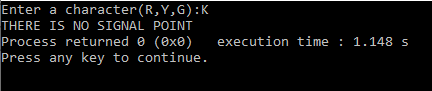 Enter a character(R,Y,G):K
THERE IS NO SIGNAL POINT
Process returned 0 (0x0)   execution time : 1.148 s
Press any key to continue.